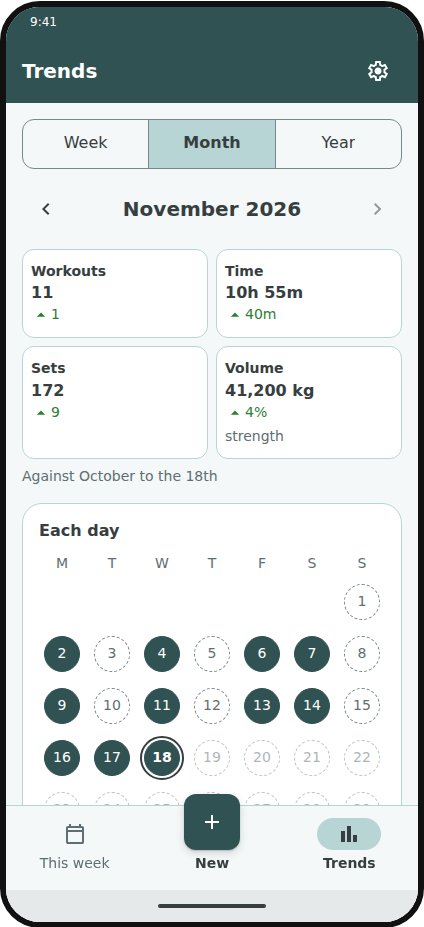 9:41
Trends
Week Month Year
November 2026
Workouts
11
1
Time
10h 55m
40m
Sets
172
9
Volume
41,200 kg
4%
strength
Against October to the 18th
Each day
M T W T F S S
1
2 3 4 5 6 7 8
9 10 11 12 13 14 15
16 17 18 19 20 21 22
This week
New
Trends